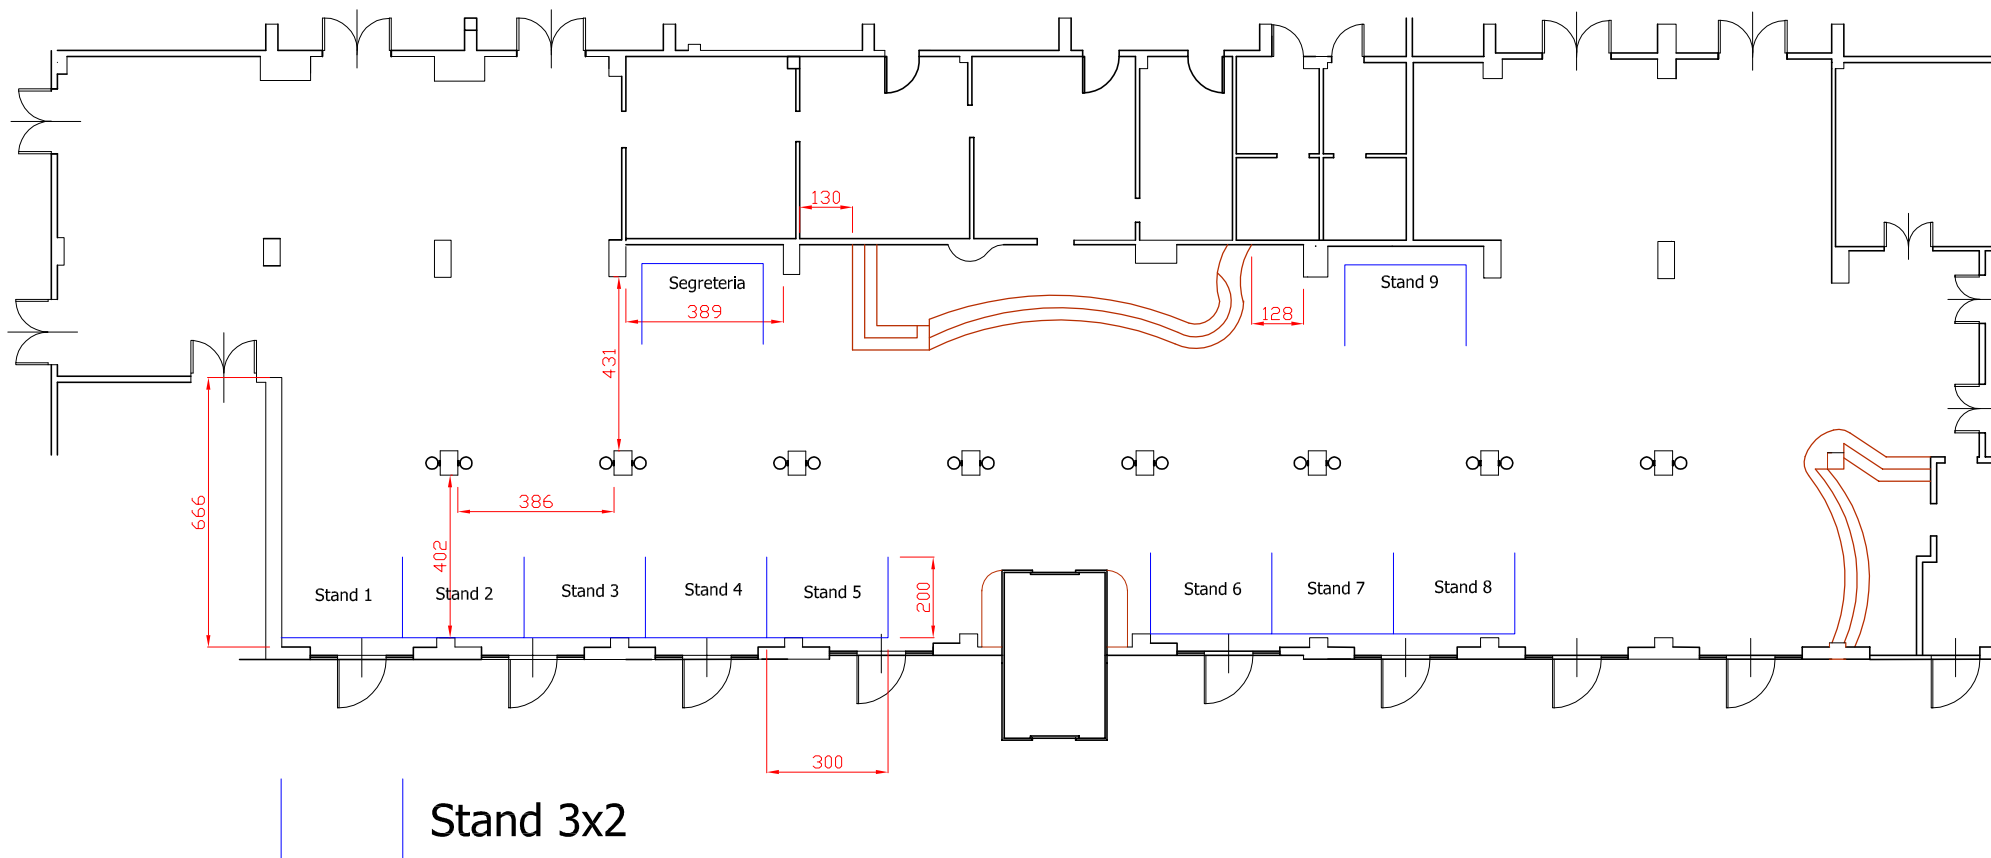 130
Segreteria
Stand 9
389
128
431
666
386
402
Stand 1
Stand 2
Stand 3
Stand 4
Stand 5
200
Stand 6
Stand 7
Stand 8
300
Stand 3x2